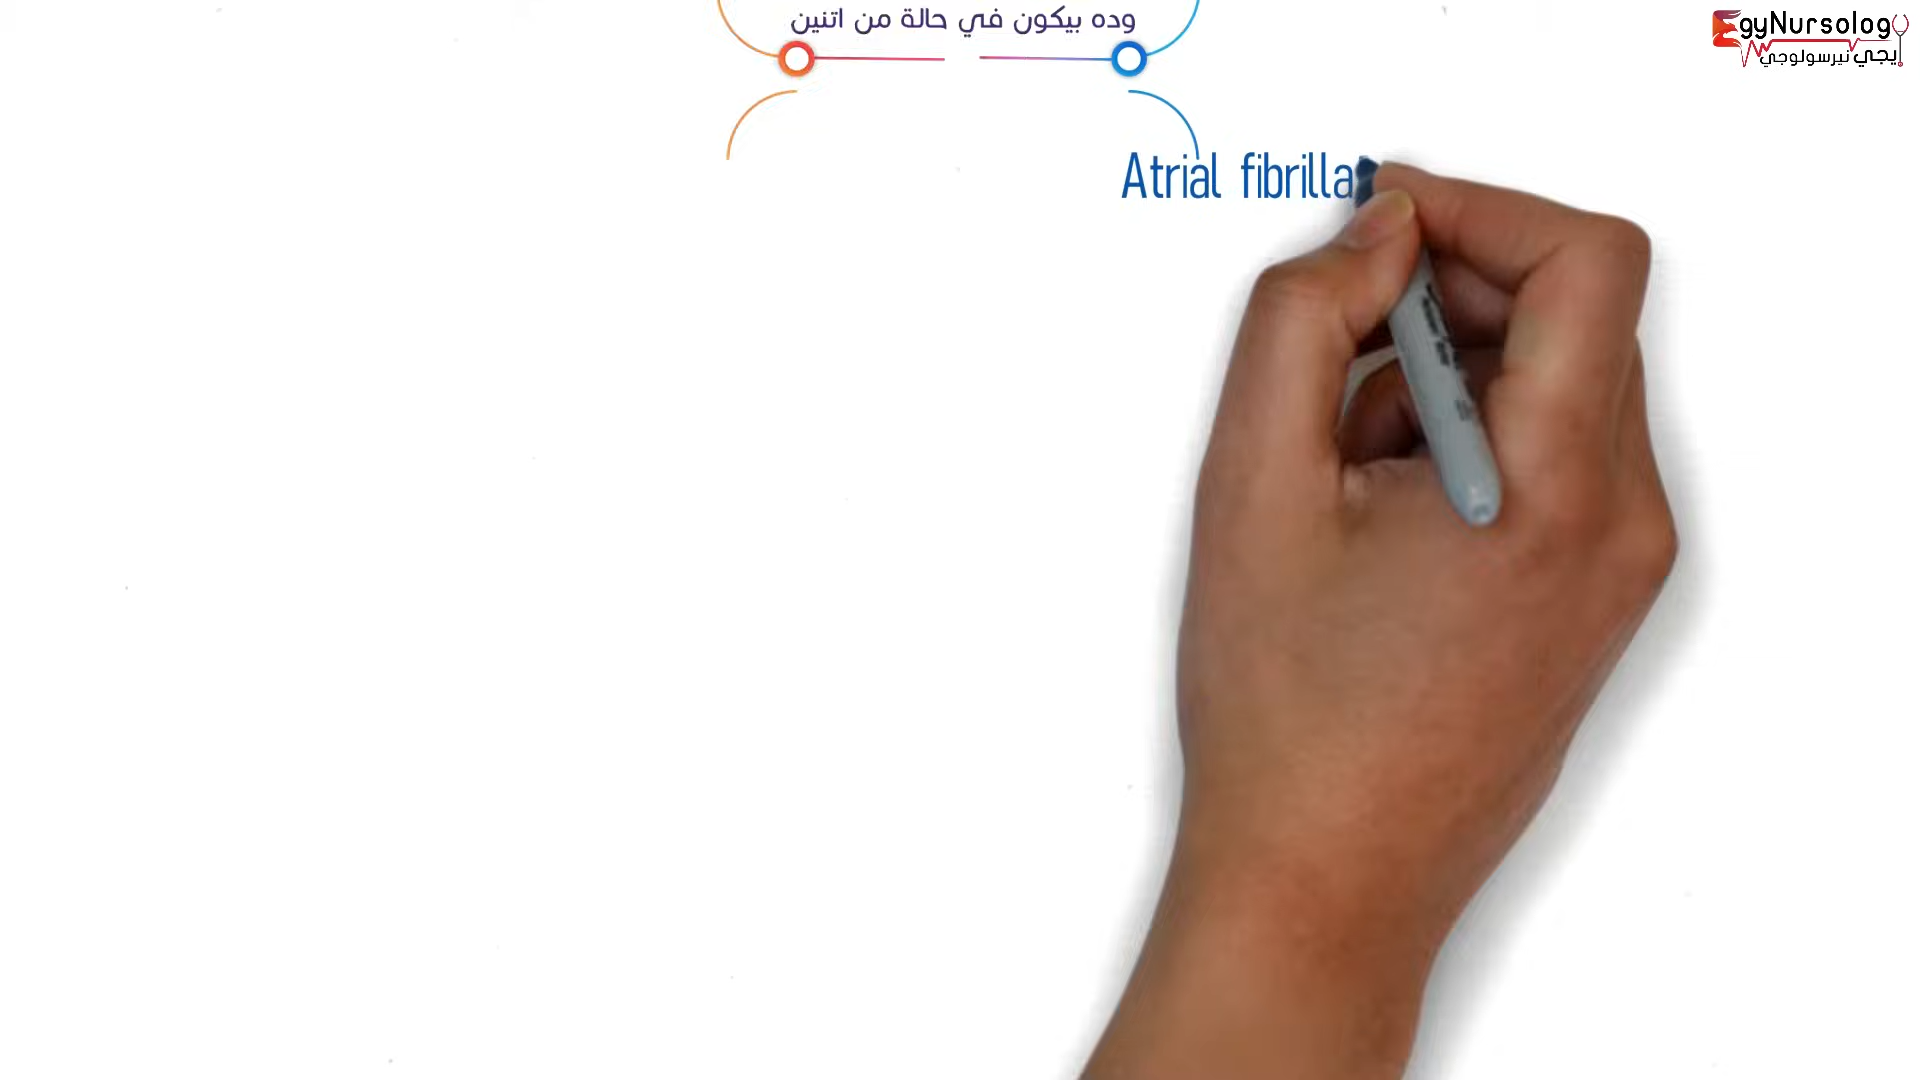 وده بيكون في حالة من اتنين
EgyNursology
إيجي نيرسولوجي
Atrial fibrilla